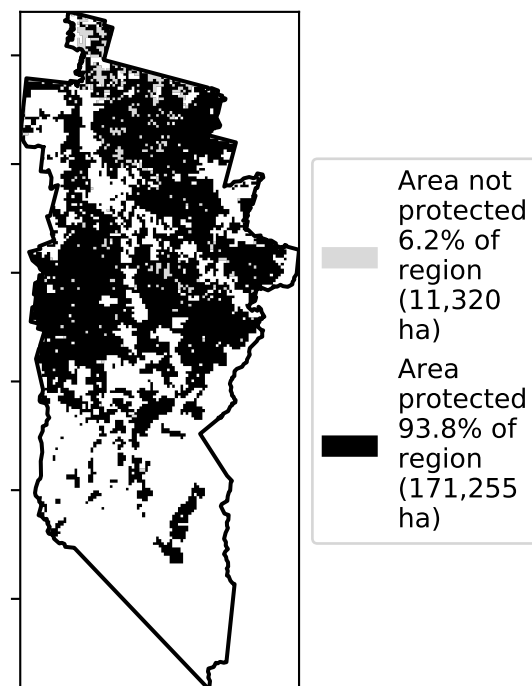 Area not
protected
6.2% of
region
(11,320
ha)
Area
protected
93.8% of
region
(171,255
ha)